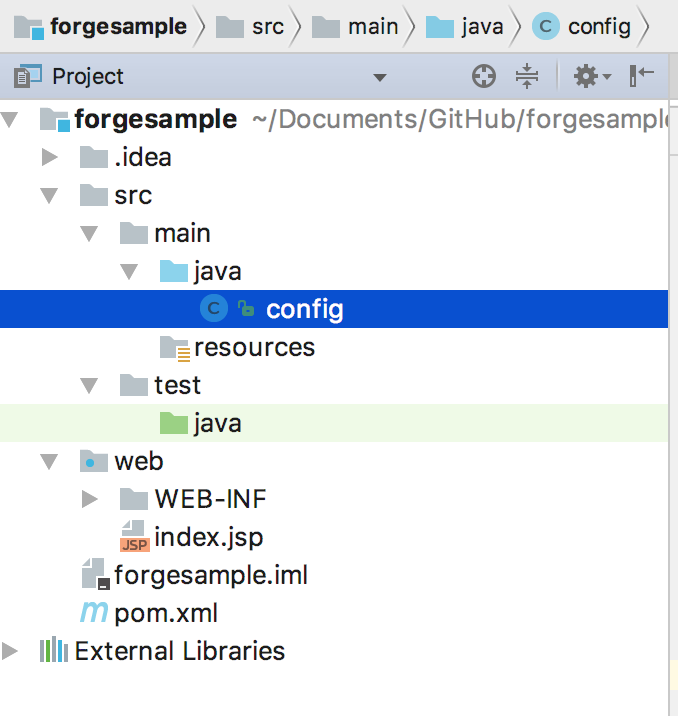 forgesample src main java C config
Project
forgesample ~/Documents/GitHub/forgesample
.idea
src
main
java
C config
resources
test
java
web
WEB-INF
JSP index.jsp
forgesample.iml
m pom.xml
External Libraries